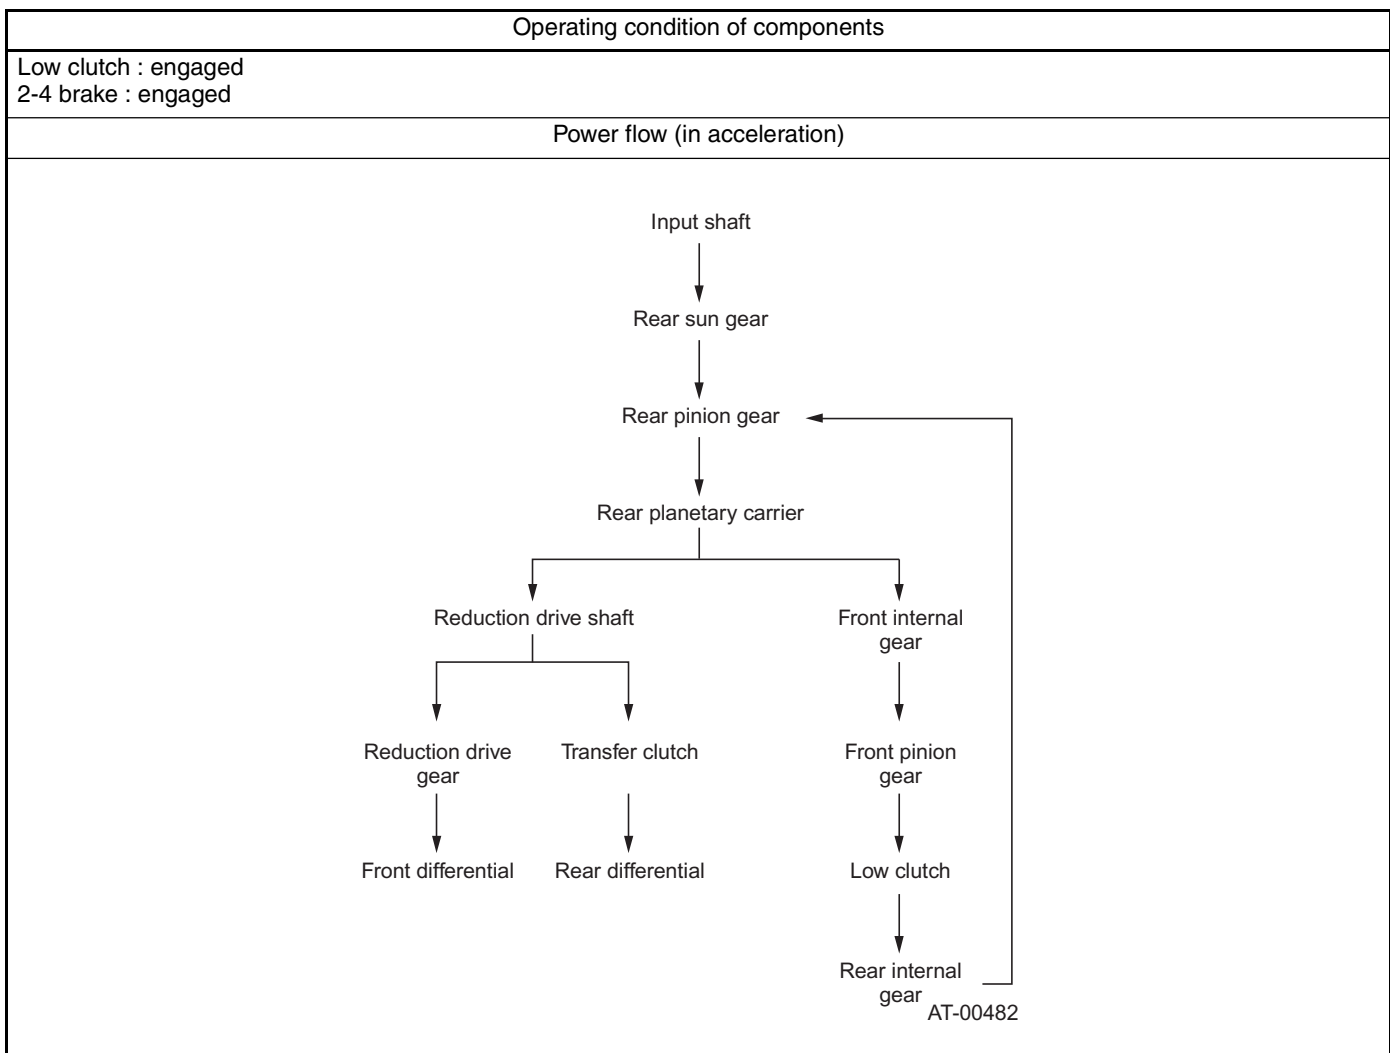 Operating condition of components
Low clutch : engaged
2-4 brake : engaged
Power flow (in acceleration)
Input shaft
Rear sun gear
Rear pinion gear
Rear planetary carrier
Reduction drive shaft
Front internal
gear
Reduction drive
gear
Transfer clutch
Front pinion
gear
Front differential
Rear differential
Low clutch
Rear internal
gear
AT-00482